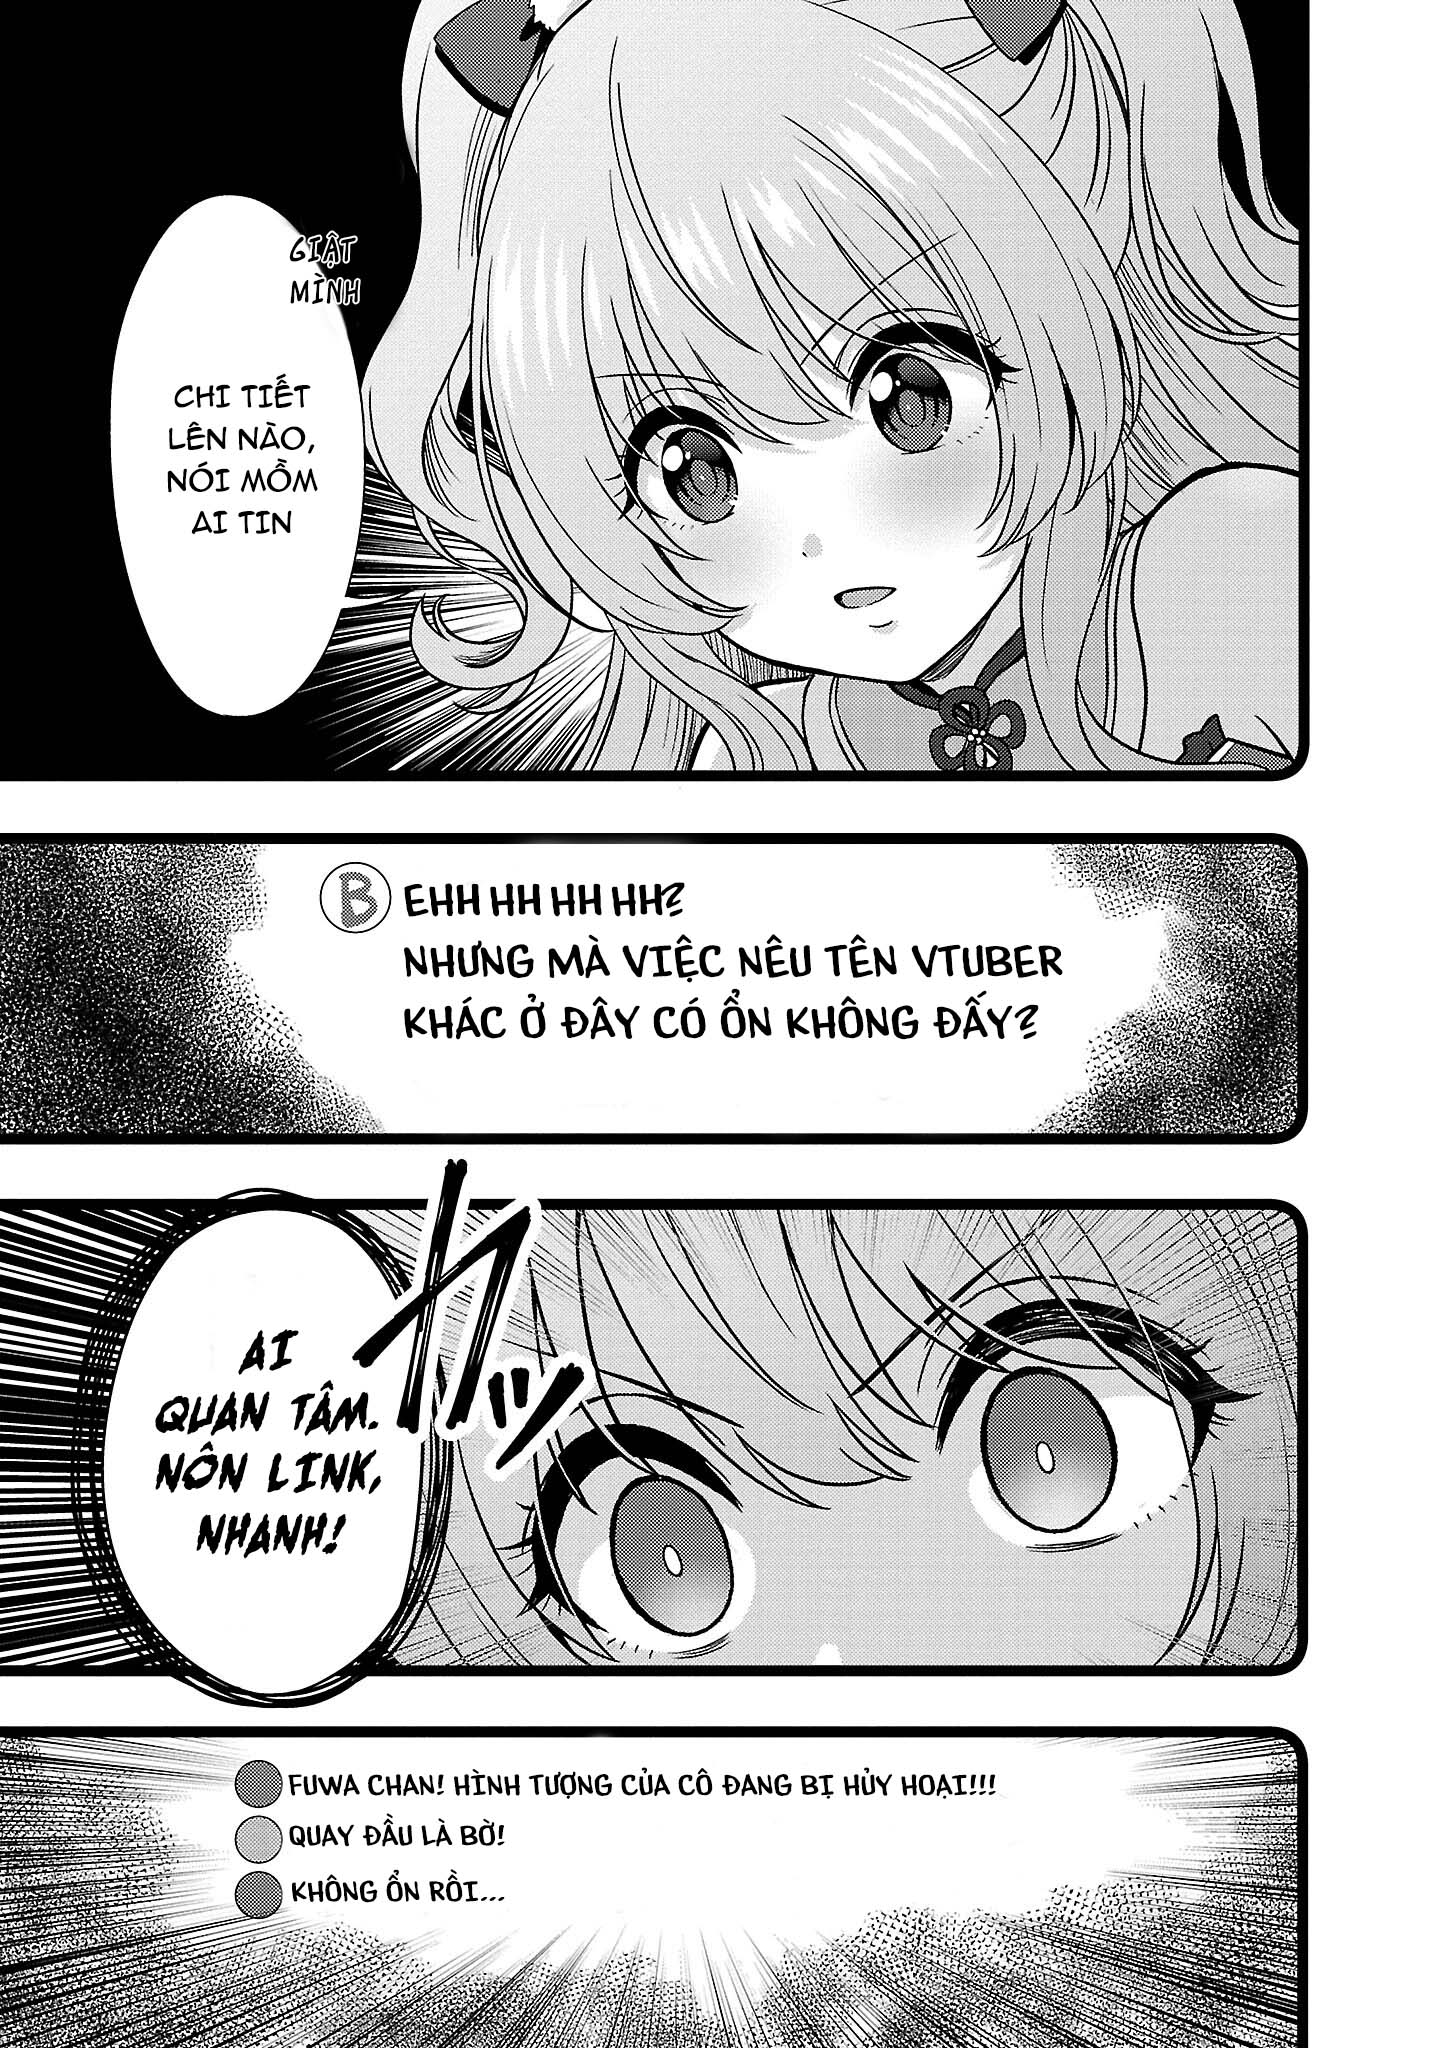 GIẬT
MÌNH
CHI TIẾT
LÊN NÀO,
NÓI MỒM
AI TIN
B
EHH HH HH HH?
NHƯNG MÀ VIỆC NÊU TÊN VTUBER
KHÁC Ở ĐÂY CÓ ỔN KHÔNG ĐẤY?
AI
QUAN TÂM.
NÔN LINK,
NHANH!
カッ
FUWA CHAN! HÌNH TƯỢNG CỦA CÔ ĐANG BỊ HỦY HOẠI!!!
QUAY ĐẦU LÀ BỜ!
KHÔNG ỔN RỒI...